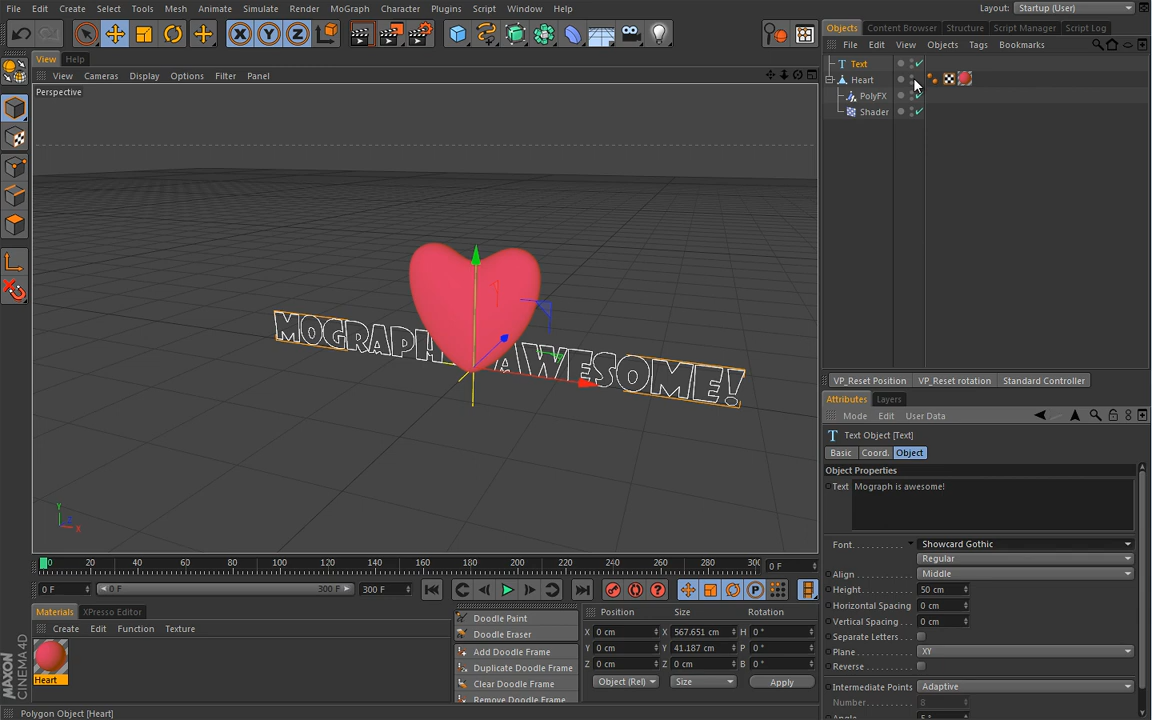 File Edit Create Select Tools Mesh Animate Simulate Render MoGraph Character Plugins Script Window Help Layout: Startup (User)
X Y Z
View Help
View Cameras Display Options Filter Panel
Perspective
MOGRAPH AWESOME!
Y
X
0 20 40 60 80 100 120 140 160 180 200 220 240 260 280 300 0 F
0 F 0 F 300 F 300 F
Materials XPresso Editor
Create Edit Function Texture
Heart
MAXON CINEMA 4D
Doodle Paint
Doodle Eraser
Add Doodle Frame
Duplicate Doodle Frame
Clear Doodle Frame
Remove Doodle Frame
Position Size Rotation
X 0 cm X 567.651 cm H 0 °
Y 0 cm Y 41.187 cm P 0 °
Z 0 cm Z 0 cm B 0 °
Object (Rel) Size Apply
Polygon Object [Heart]
Objects Content Browser Structure Script Manager Script Log
File Edit View Objects Tags Bookmarks
Text
Heart
PolyFX
Shader
VP_Reset Position VP_Reset rotation Standard Controller
Attributes Layers
Mode Edit User Data
Text Object [Text]
Basic Coord. Object
Object Properties
Text Mograph is awesome!
Font. Showcard Gothic
Regular
Align Middle
Height 50 cm
Horizontal Spacing 0 cm
Vertical Spacing 0 cm
Separate Letters
Plane XY
Reverse
Intermediate Points Adaptive
Number. 8
Angle 5 °